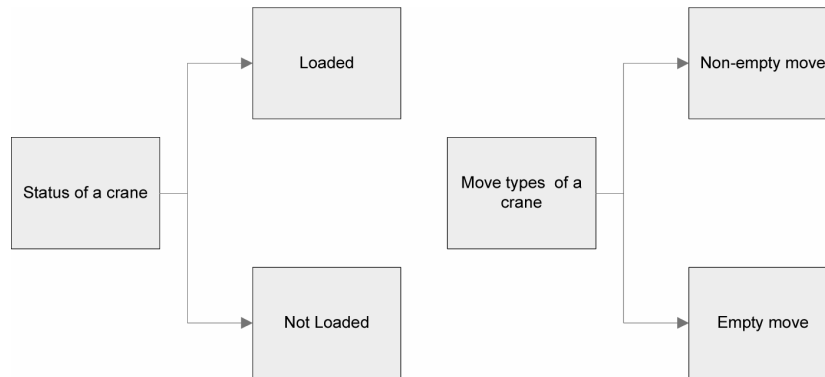 Loaded
Non-empty move
Status of a crane
Move types of a
crane
Not Loaded
Empty move